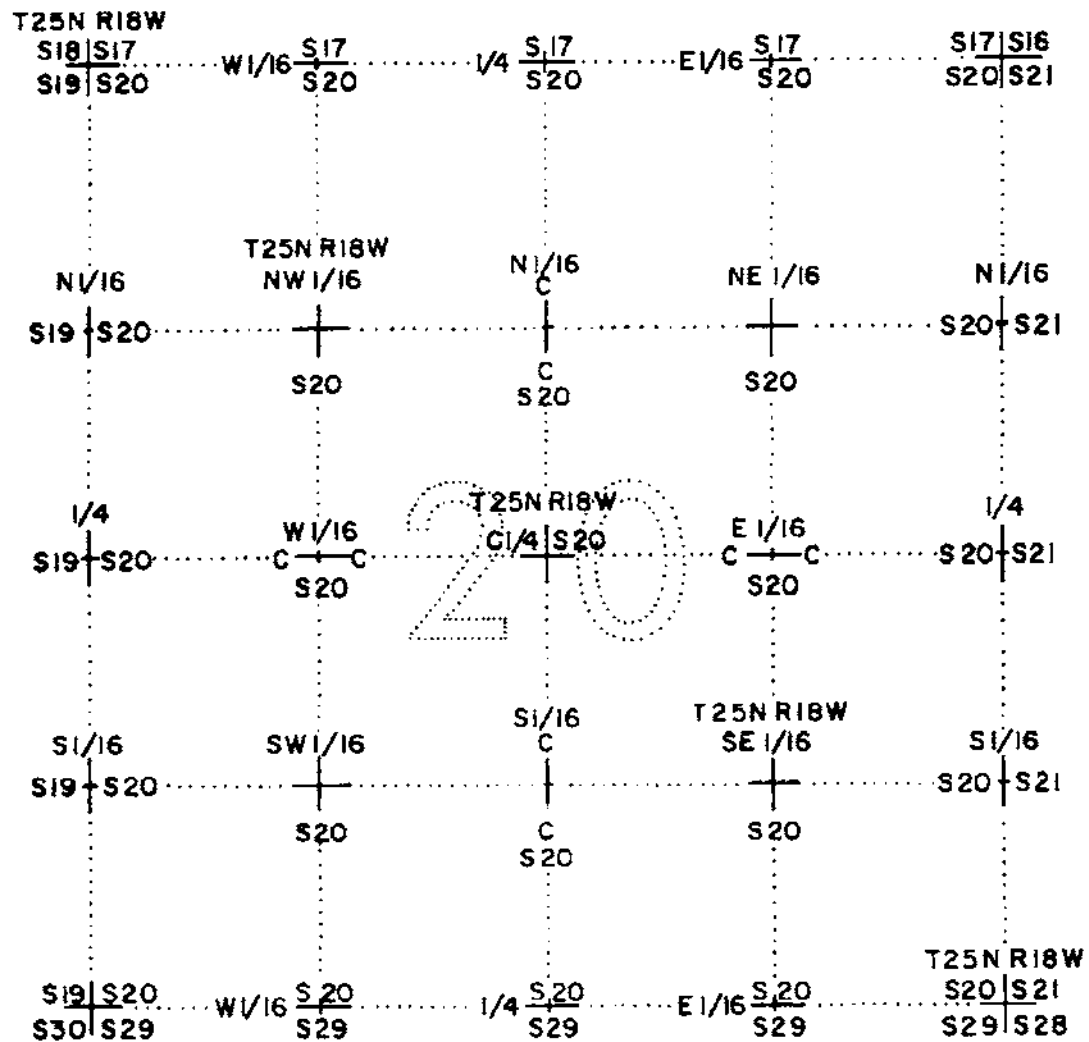 T25N R18W
S18 S17
S19 S20
W1/16 S17
S20
1/4 S17
S20
E1/16 S17
S20
S17 S16
S20 S21
N1/16
S19 S20
T25N R18W
NW 1/16
S20
N1/16
C
C
S20
NE 1/16
S20
N1/16
S20 S21
1/4
S19 S20
W1/16
C C
S20
T25N R18W
C1/4 S20
20
E 1/16
C C
S20
1/4
S20 S21
S1/16
S19 S20
SW 1/16
S20
S1/16
C
C
S20
T25N R18W
SE 1/16
S20
S1/16
S20 S21
S19 S20
S30 S29
W1/16 S20
S29
1/4 S20
S29
E1/16 S20
S29
T25N R18W
S20 S21
S29 S28